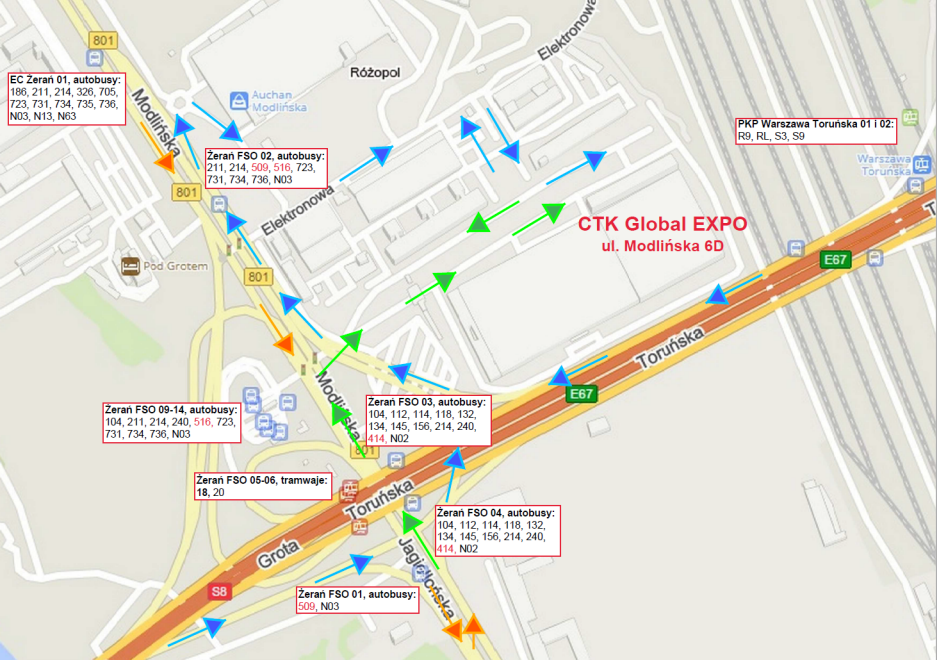 801
Elektronowa
EC Żerań 01, autobusy:
186, 211, 214, 326, 705,
723, 731, 734, 735, 736,
N03, N13, N63
Różopol
Auchan
Modlińska
Modlińska
PKP Warszawa Toruńska 01 i 02:
R9, RL, S3, S9
Żerań FSO 02, autobusy:
211, 214, 509, 516, 723,
731, 734, 736, N03
Warszawa
Toruńska
801
Elektronowa
CTK Global EXPO
ul. Modlińska 6D
Pod Grotem
801
E67
Toruńska
E67
Modlińska
Żerań FSO 03, autobusy:
104, 112, 114, 118, 132,
134, 145, 156, 214, 240,
414, N02
Żerań FSO 09-14, autobusy:
104, 211, 214, 240, 516, 723,
731, 734, 736, N03
801
Żerań FSO 05-06, tramwaje:
18, 20
Toruńska
Żerań FSO 04, autobusy:
104, 112, 114, 118, 132,
134, 145, 156, 214, 240,
414, N02
Grota
Jagiellońska
S8
Żerań FSO 01, autobusy:
509, N03